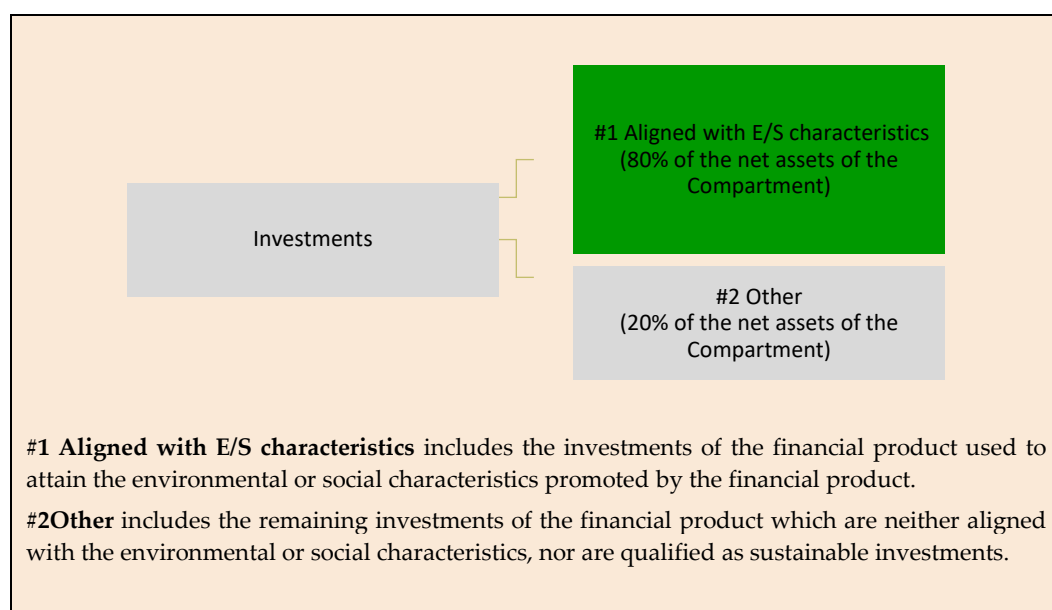 #1 Aligned with E/S characteristics
(80% of the net assets of the
Compartment)
Investments
#2 Other
(20% of the net assets of the
Compartment)
#1 Aligned with E/S characteristics includes the investments of the financial product used to
attain the environmental or social characteristics promoted by the financial product.
#2Other includes the remaining investments of the financial product which are neither aligned
with the environmental or social characteristics, nor are qualified as sustainable investments.